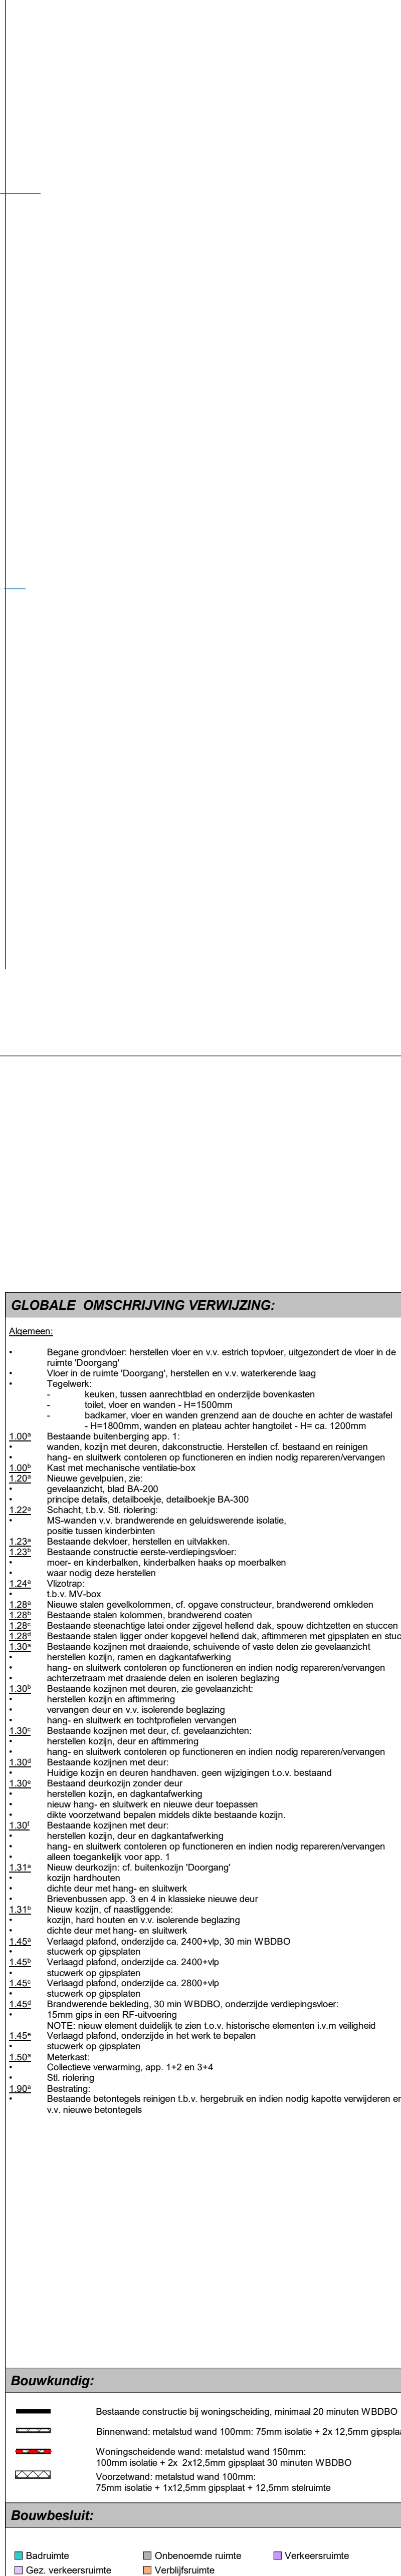 GLOBALE OMSCHRIJVING VERWIJZING:
Algemeen:
• Begane grondvloer: herstellen vloer en v.v. estrich topvloer, uitgezondert de vloer in de
ruimte 'Doorgang'
• Vloer in de ruimte 'Doorgang', herstellen en v.v. waterkerende laag
• Tegelwerk:
- keuken, tussen aanrechtblad en onderzijde bovenkasten
- toilet, vloer en wanden - H=1500mm
- badkamer, vloer en wanden grenzend aan de douche en achter de wastafel
- H=1800mm, wanden en plateau achter hangtoilet - H= ca. 1200mm
1.00ª Bestaande buitenberging app. 1:
• wanden, kozijn met deuren, dakconstructie. Herstellen cf. bestaand en reinigen
• hang- en sluitwerk contoleren op functioneren en indien nodig repareren/vervangen
1.00ᵇ Kast met mechanische ventilatie-box
1.20ª Nieuwe gevelpuien, zie:
• gevelaanzicht, blad BA-200
• principe details, detailboekje, detailboekje BA-300
1.22ª Schacht, t.b.v. Stl. riolering:
• MS-wanden v.v. brandwerende en geluidswerende isolatie,
positie tussen kinderbinten
1.23ª Bestaande dekvloer, herstellen en uitvlakken.
1.23ᵇ Bestaande constructie eerste-verdiepingsvloer:
• moer- en kinderbalken, kinderbalken haaks op moerbalken
• waar nodig deze herstellen
1.24ª Vlizotrap:
• t.b.v. MV-box
1.28ª Nieuwe stalen gevelkolommen, cf. opgave constructeur, brandwerend omkleden
1.28ᵇ Bestaande stalen kolommen, brandwerend coaten
1.28ᶜ Bestaande steenachtige latei onder zijgevel hellend dak, spouw dichtzetten en stuccen
1.28ᵈ Bestaande stalen ligger onder kopgevel hellend dak, aftimmeren met gipsplaten en stuc
1.30ª Bestaande kozijnen met draaiende, schuivende of vaste delen zie gevelaanzicht
• herstellen kozijn, ramen en dagkantafwerking
• hang- en sluitwerk contoleren op functioneren en indien nodig repareren/vervangen
• achterzetraam met draaiende delen en isoleren beglazing
1.30ᵇ Bestaande kozijnen met deuren, zie gevelaanzicht:
• herstellen kozijn en aftimmering
• vervangen deur en v.v. isolerende beglazing
• hang- en sluitwerk en tochtprofielen vervangen
1.30ᶜ Bestaande kozijnen met deur, cf. gevelaanzichten:
• herstellen kozijn, deur en aftimmering
• hang- en sluitwerk contoleren op functioneren en indien nodig repareren/vervangen
1.30ᵈ Bestaande kozijnen met deur:
• Huidige kozijn en deuren handhaven. geen wijzigingen t.o.v. bestaand
1.30ᵉ Bestaand deurkozijn zonder deur
• herstellen kozijn, en dagkantafwerking
• nieuw hang- en sluitwerk en nieuwe deur toepassen
• dikte voorzetwand bepalen middels dikte bestaande kozijn.
1.30ᶠ Bestaande kozijnen met deur:
• herstellen kozijn, deur en dagkantafwerking
• hang- en sluitwerk contoleren op functioneren en indien nodig repareren/vervangen
• alleen toegankelijk voor app. 1
1.31ª Nieuw deurkozijn: cf. buitenkozijn 'Doorgang'
• kozijn hardhouten
• dichte deur met hang- en sluitwerk
• Brievenbussen app. 3 en 4 in klassieke nieuwe deur
1.31ᵇ Nieuw kozijn, cf naastliggende:
• kozijn, hard houten en v.v. isolerende beglazing
• dichte deur met hang- en sluitwerk
1.45ª Verlaagd plafond, onderzijde ca. 2400+vlp, 30 min WBDBO
• stucwerk op gipsplaten
1.45ᵇ Verlaagd plafond, onderzijde ca. 2400+vlp
• stucwerk op gipsplaten
1.45ᶜ Verlaagd plafond, onderzijde ca. 2800+vlp
• stucwerk op gipsplaten
1.45ᵈ Brandwerende bekleding, 30 min WBDBO, onderzijde verdiepingsvloer:
• 15mm gips in een RF-uitvoering
NOTE: nieuw element duidelijk te zien t.o.v. historische elementen i.v.m veiligheid
1.45ᵉ Verlaagd plafond, onderzijde in het werk te bepalen
• stucwerk op gipsplaten
1.50ª Meterkast:
• Collectieve verwarming, app. 1+2 en 3+4
• Stl. riolering
1.90ª Bestrating:
• Bestaande betontegels reinigen t.b.v. hergebruik en indien nodig kapotte verwijderen er
v.v. nieuwe betontegels
Bouwkundig:
Bestaande constructie bij woningscheiding, minimaal 20 minuten WBDBO
Binnenwand: metalstud wand 100mm: 75mm isolatie + 2x 12,5mm gipsplaa
Woningscheidende wand: metalstud wand 150mm:
100mm isolatie + 2x 2x12,5mm gipsplaat 30 minuten WBDBO
Voorzetwand: metalstud wand 100mm:
75mm isolatie + 1x12,5mm gipsplaat + 12,5mm stelruimte
Bouwbesluit:
Badruimte Onbenoemde ruimte Verkeersruimte
Gez. verkeersruimte Verblijfsruimte